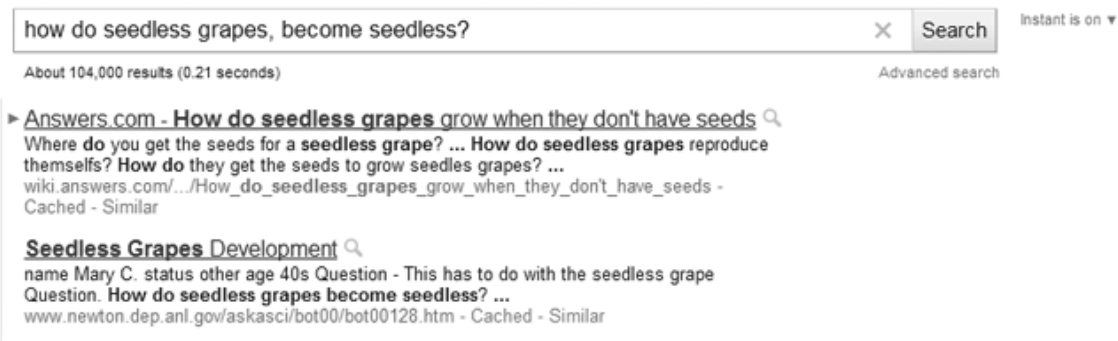 how do seedless grapes, become seedless?
Search
Instant is on ▼
About 104,000 results (0.21 seconds)
Advanced search
Answers.com - How do seedless grapes grow when they don't have seeds
Where do you get the seeds for a seedless grape? ... How do seedless grapes reproduce
themselfs? How do they get the seeds to grow seedles grapes? ...
wiki.answers.com/.../How_do_seedless_grapes_grow_when_they_don't_have_seeds -
Cached - Similar
Seedless Grapes Development
name Mary C. status other age 40s Question - This has to do with the seedless grape
Question. How do seedless grapes become seedless? ...
www.newton.dep.anl.gov/askasci/bot00/bot00128.htm - Cached - Similar